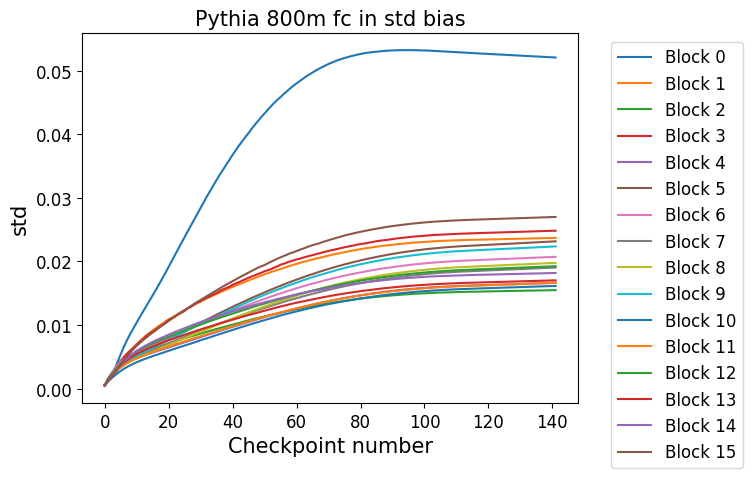 Pythia 800m fc in std bias
std
0.05
0.04
0.03
0.02
0.01
0.00
0 20 40 60 80 100 120 140
Checkpoint number
Block 0
Block 1
Block 2
Block 3
Block 4
Block 5
Block 6
Block 7
Block 8
Block 9
Block 10
Block 11
Block 12
Block 13
Block 14
Block 15